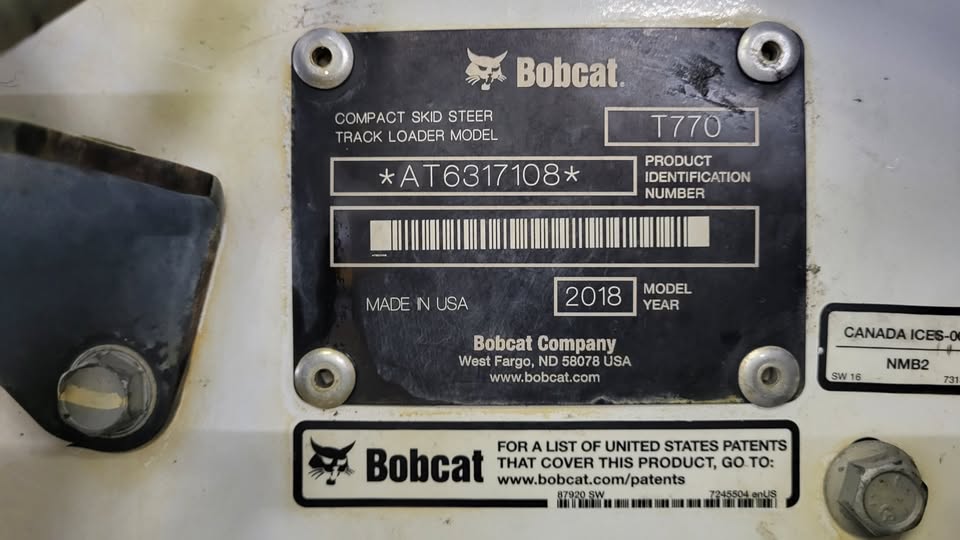 Bobcat.
COMPACT SKID STEER
TRACK LOADER MODEL
T770
*AT6317108*
PRODUCT
IDENTIFICATION
NUMBER
MADE IN USA
2018
MODEL
YEAR
Bobcat Company
West Fargo, ND 58078 USA
www.bobcat.com
CANADA ICES-
NMB2
SW 16
Bobcat
FOR A LIST OF UNITED STATES PATENTS
THAT COVER THIS PRODUCT, GO TO:
www.bobcat.com/patents
87920 SW
7245504 enUS